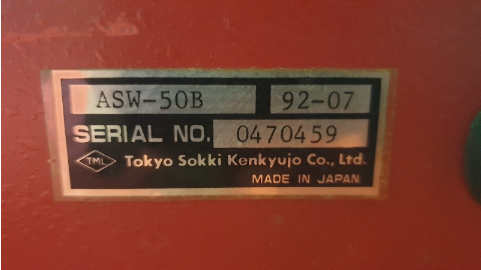 ASW-50B 92-07
SERIAL NO. 0470459
TML Tokyo Sokki Kenkyujo Co., Ltd.
MADE IN JAPAN